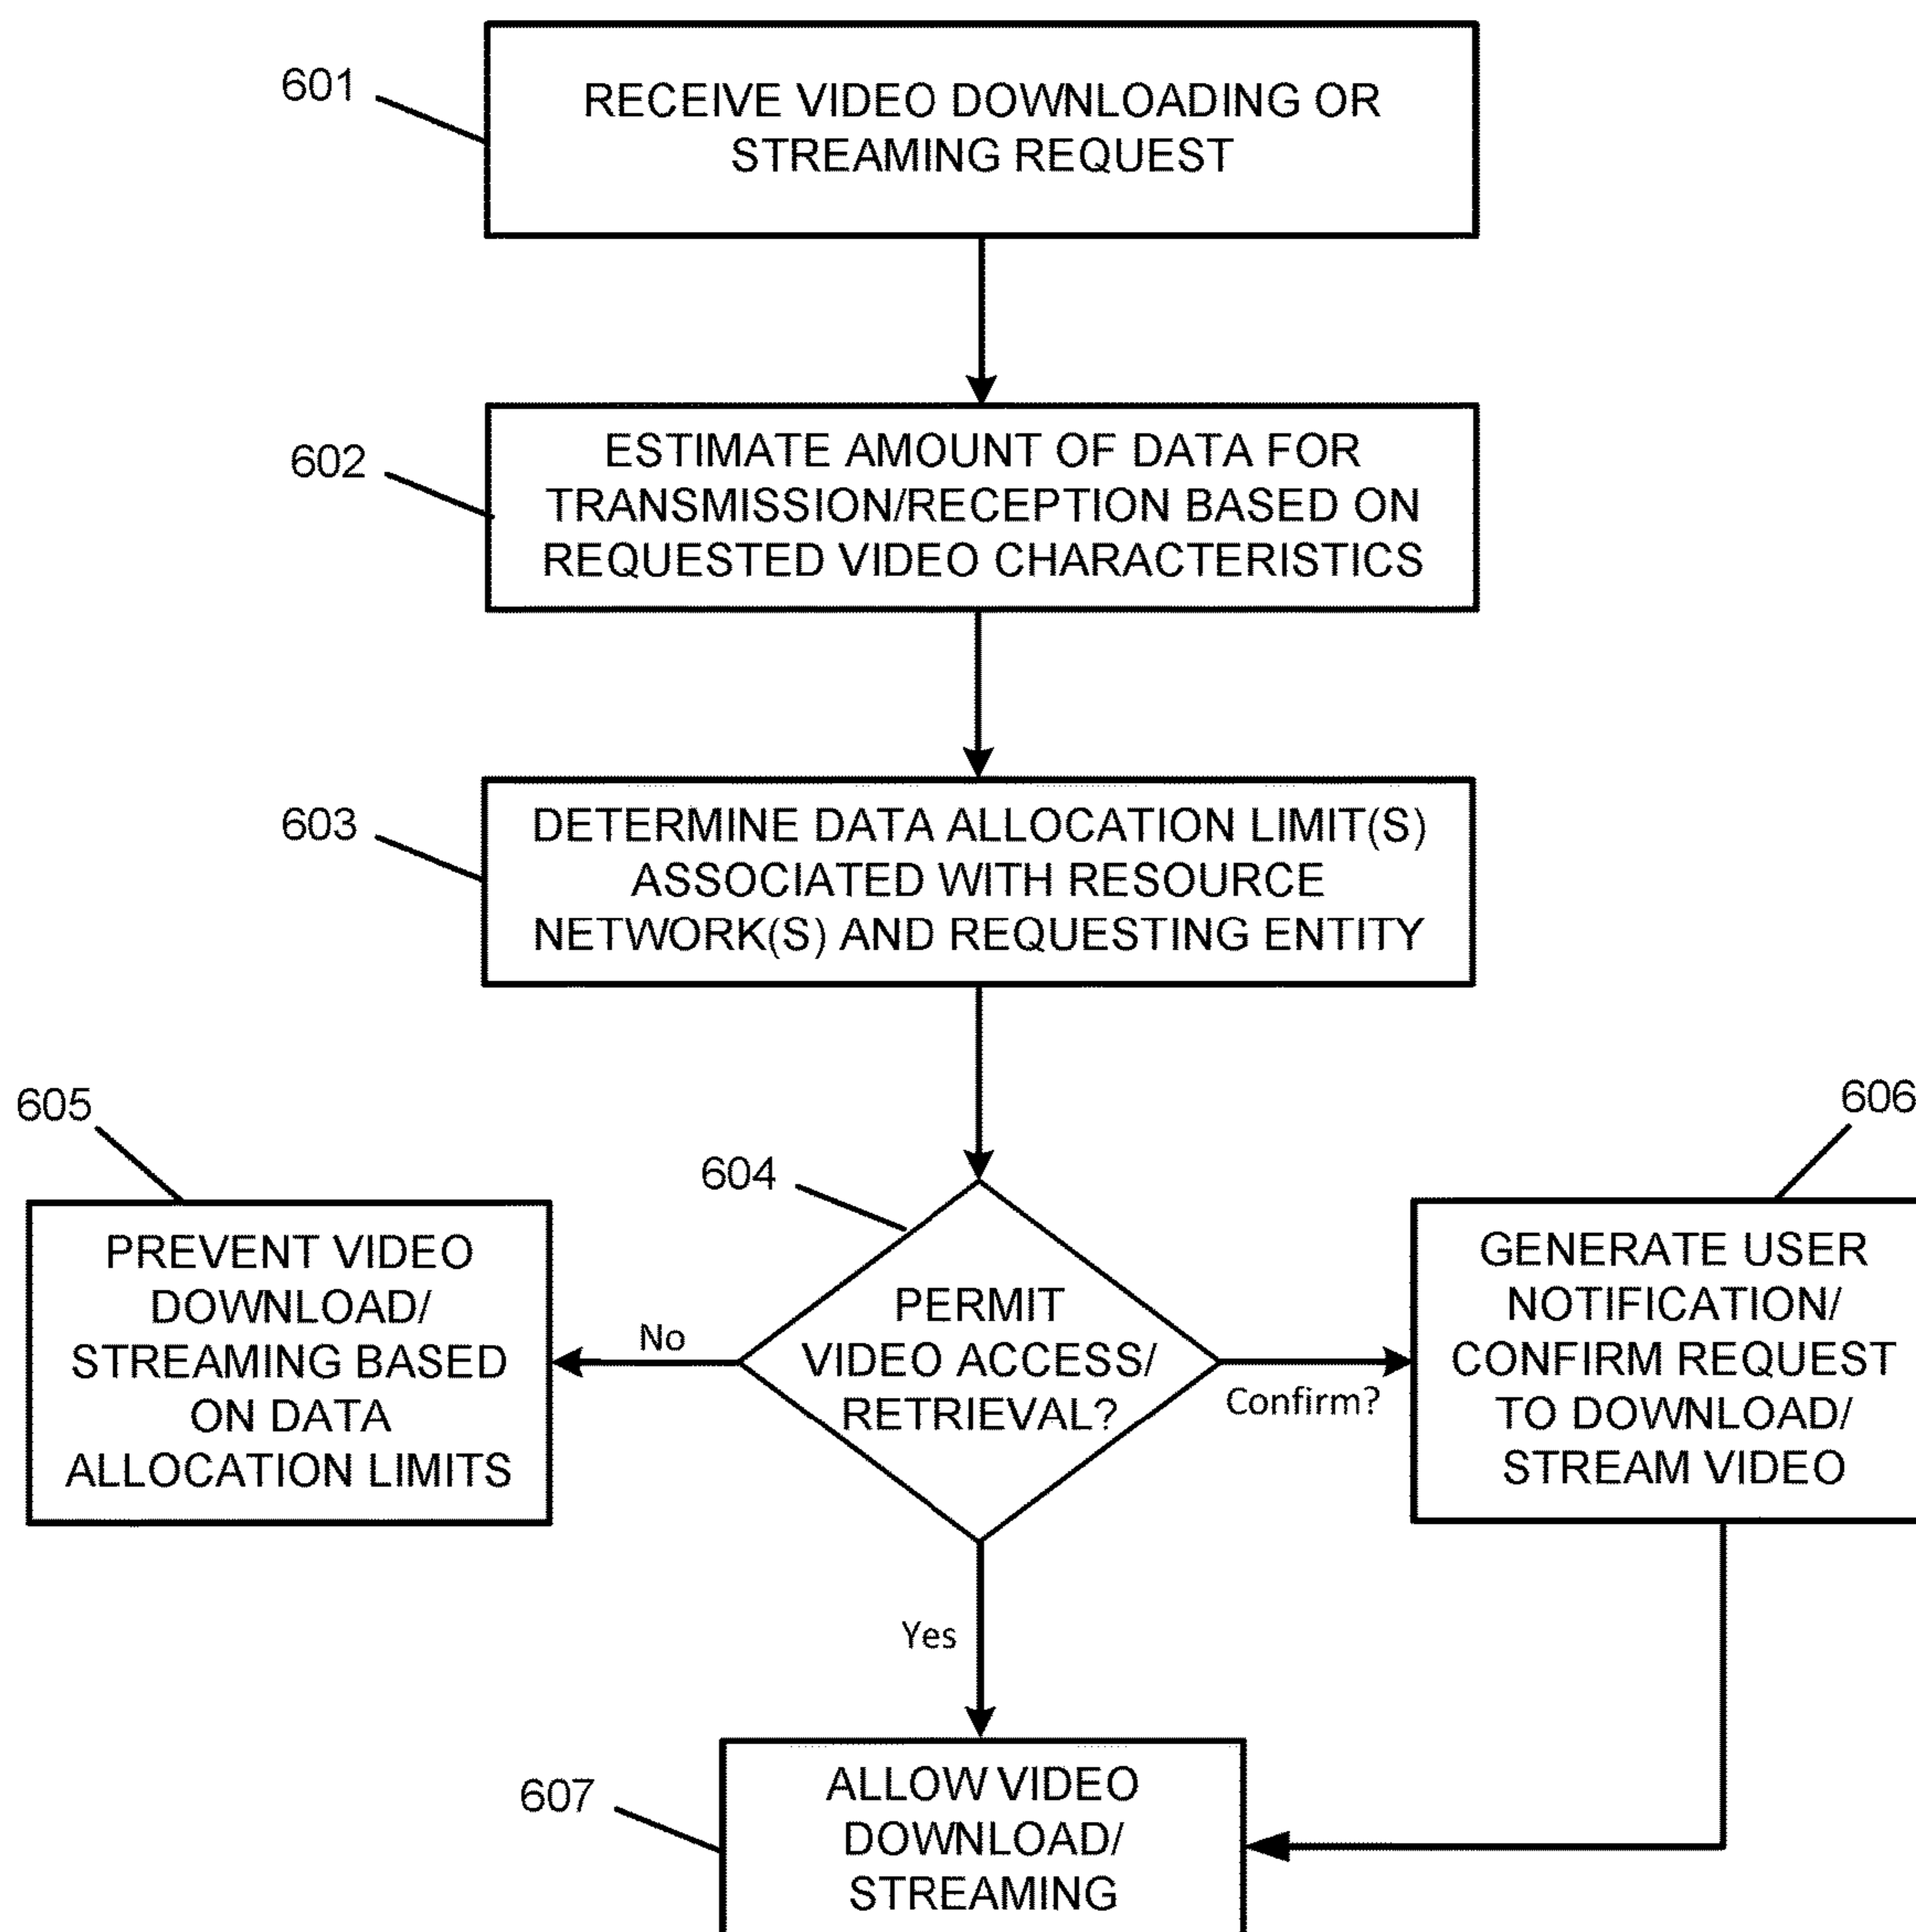 601
RECEIVE VIDEO DOWNLOADING OR
STREAMING REQUEST
602
ESTIMATE AMOUNT OF DATA FOR
TRANSMISSION/RECEPTION BASED ON
REQUESTED VIDEO CHARACTERISTICS
603
DETERMINE DATA ALLOCATION LIMIT(S)
ASSOCIATED WITH RESOURCE
NETWORK(S) AND REQUESTING ENTITY
605
PREVENT VIDEO
DOWNLOAD/
STREAMING BASED
ON DATA
ALLOCATION LIMITS
No
604
PERMIT
VIDEO ACCESS/
RETRIEVAL?
Confirm?
606
GENERATE USER
NOTIFICATION/
CONFIRM REQUEST
TO DOWNLOAD/
STREAM VIDEO
Yes
607
ALLOW VIDEO
DOWNLOAD/
STREAMING